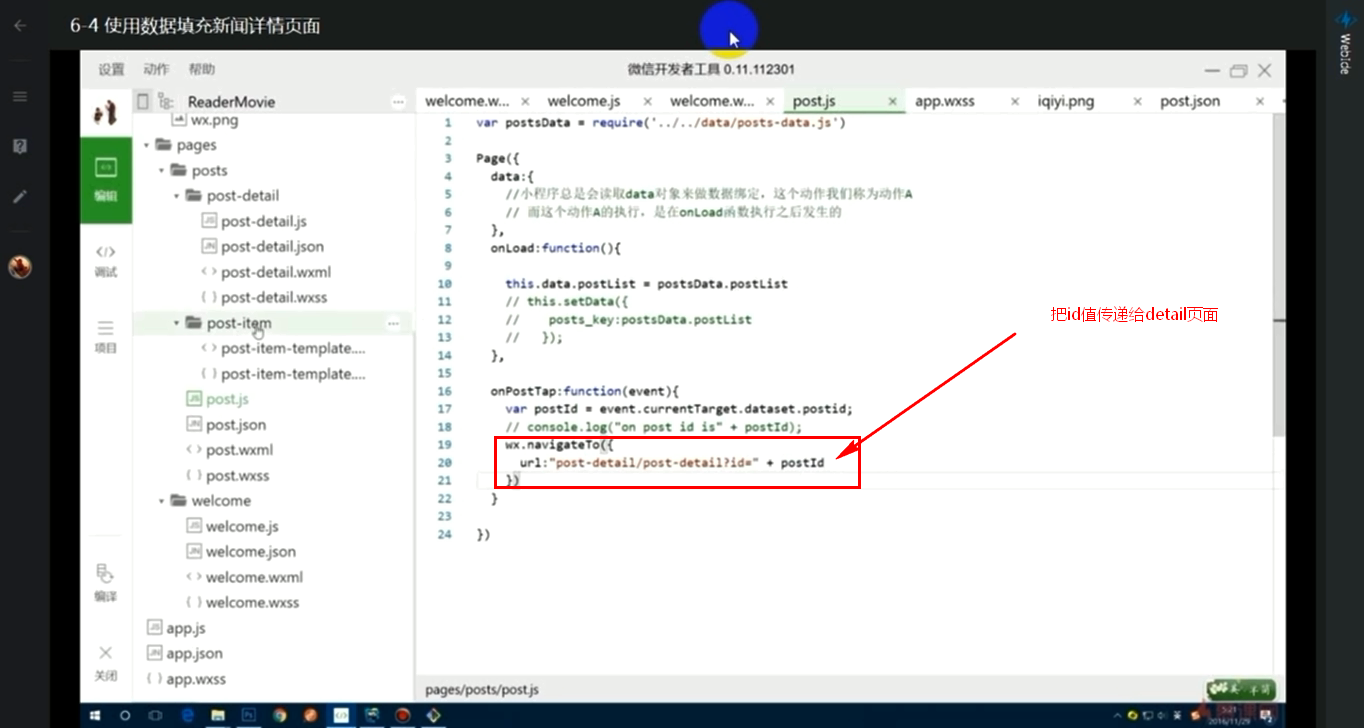 6-4 使用数据填充新闻详情页面
WebIde
设置 动作 帮助
微信开发者工具 0.11.112301
ReaderMovie
welcome.w... welcome.js welcome.w... post.js app.wxss iqiyi.png post.json
编辑
调试
项目
编译
关闭
wx.png
pages
posts
post-detail
post-detail.js
post-detail.json
post-detail.wxml
post-detail.wxss
post-item
post-item-template....
post-item-template....
post.js
post.json
post.wxml
post.wxss
welcome
welcome.js
welcome.json
welcome.wxml
welcome.wxss
app.js
app.json
app.wxss
1 var postsData = require('../../data/posts-data.js')
2
3 Page({
4 data:{
5 //小程序总是会读取data对象来做数据绑定，这个动作我们称为动作A
6 // 而这个动作A的执行，是在onLoad函数执行之后发生的
7 },
8 onLoad:function(){
9
10 this.data.postList = postsData.postList
11 // this.setData({
12 // posts_key:postsData.postList
13 // });
14 },
15
16 onPostTap:function(event){
17 var postId = event.currentTarget.dataset.postid;
18 // console.log("on post id is" + postId);
19 wx.navigateTo({
20 url:"post-detail/post-detail?id=" + postId
21 })
22 }
23
24 })
把id值传递给detail页面
pages/posts/post.js
5:21
2016/11/29